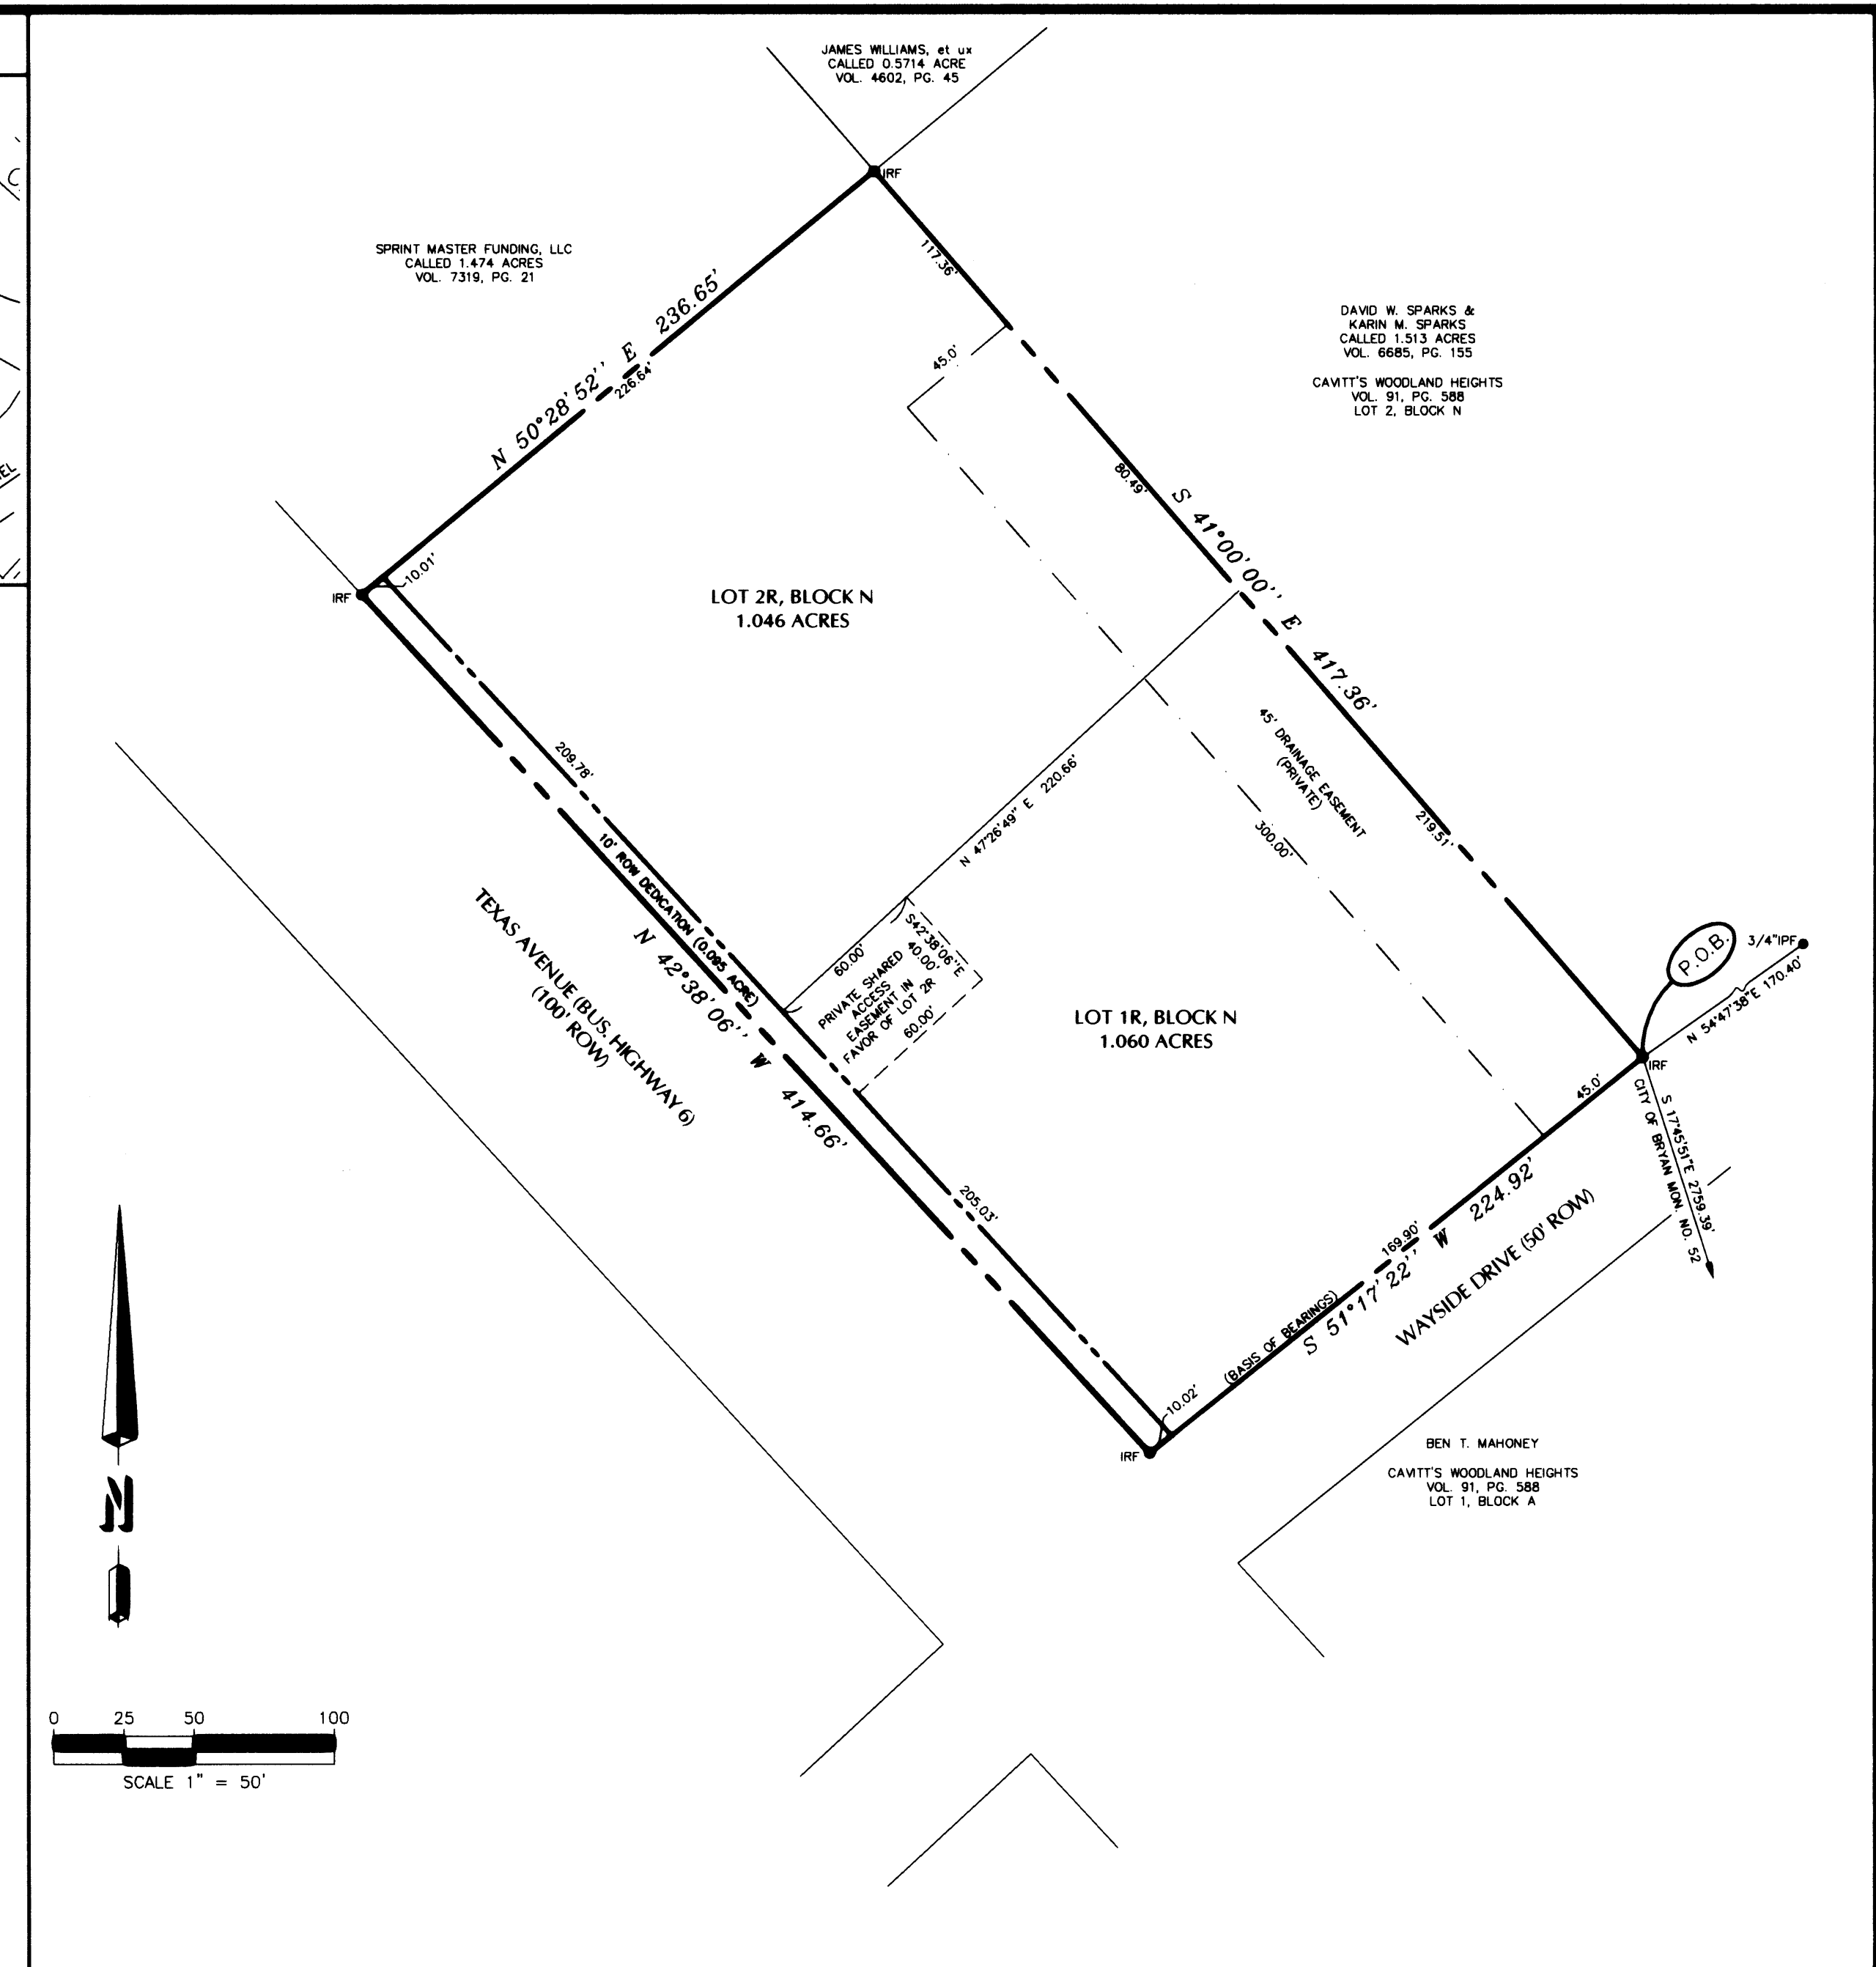 JAMES WILLIAMS, et ux
CALLED 0.5714 ACRE
VOL. 4602, PG. 45
IRF
SPRINT MASTER FUNDING, LLC
CALLED 1.474 ACRES
VOL. 7319, PG. 21
117.36'
N 50°28'52'' E 236.65'
226.64'
45.0'
DAVID W. SPARKS &
KARIN M. SPARKS
CALLED 1.513 ACRES
VOL. 6685, PG. 155
CAVITT'S WOODLAND HEIGHTS
VOL. 91, PG. 588
LOT 2, BLOCK N
80.49'
S 41°00'00'' E 417.36'
10.01'
IRF
LOT 2R, BLOCK N
1.046 ACRES
209.78'
N 47°26'49" E 220.66'
45' DRAINAGE EASEMENT
(PRIVATE)
300.00'
219.51'
10' ROW DEDICATION (0.095 ACRE)
N 42°38'06'' W 414.66'
TEXAS AVENUE (BUS. HIGHWAY 6)
(100' ROW)
60.00'
S42°38'06"E
40.00'
PRIVATE SHARED
ACCESS
EASEMENT IN
FAVOR OF LOT 2R
60.00'
LOT 1R, BLOCK N
1.060 ACRES
P.O.B.
3/4"IPF
N 54°47'38"E 170.40'
IRF
S 17°45'51"E 2759.39'
CITY OF BRYAN MON. NO. 52
45.0'
205.03'
169.90'
S 51°17'22'' W 224.92'
(BASIS OF BEARINGS)
WAYSIDE DRIVE (50' ROW)
10.02'
IRF
BEN T. MAHONEY
CAVITT'S WOODLAND HEIGHTS
VOL. 91, PG. 588
LOT 1, BLOCK A
N
0 25 50 100
SCALE 1" = 50'